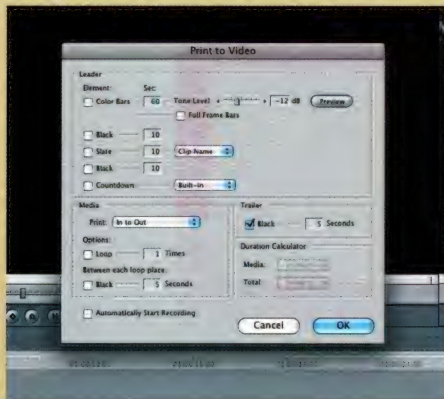 Print to Video
Leader
Element: Sec:
Color Bars 60 Tone Level -12 dB Preview
Full Frame Bars
Black 10
Slate 10 Clip Name
Black 10
Countdown Built-in
Media
Print: In to Out
Options:
Loop 1 Times
Between each loop place:
Black 5 Seconds
Trailer
Black 5 Seconds
Duration Calculator
Media:
Total
Automatically Start Recording
Cancel OK